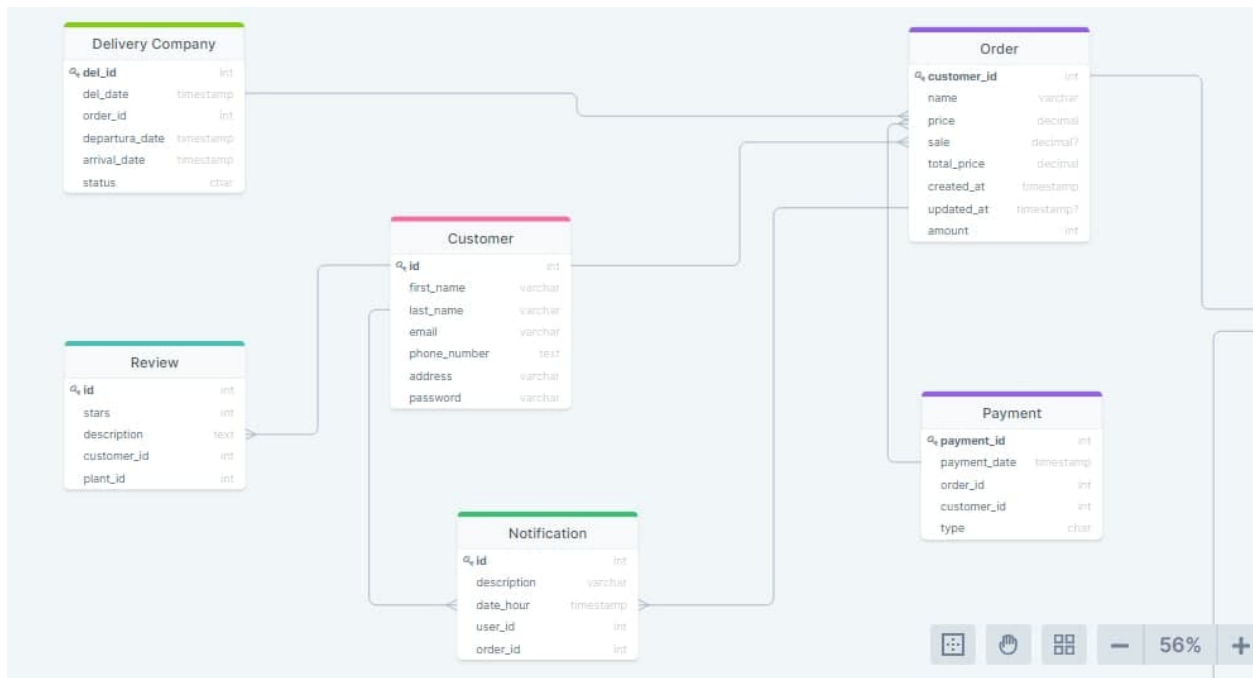 Delivery Company
del_id int
del_date timestamp
order_id int
departura_date timestamp
arrival_date timestamp
status char
Order
customer_id int
name varchar
price decimal
sale decimal?
total_price decimal
created_at timestamp
updated_at timestamp?
amount int
Customer
id int
first_name varchar
last_name varchar
email varchar
phone_number text
address varchar
password varchar
Review
id int
stars int
description text
customer_id int
plant_id int
Payment
payment_id int
payment_date timestamp
order_id int
customer_id int
type char
Notification
id int
description varchar
date_hour timestamp
user_id int
order_id int
56%